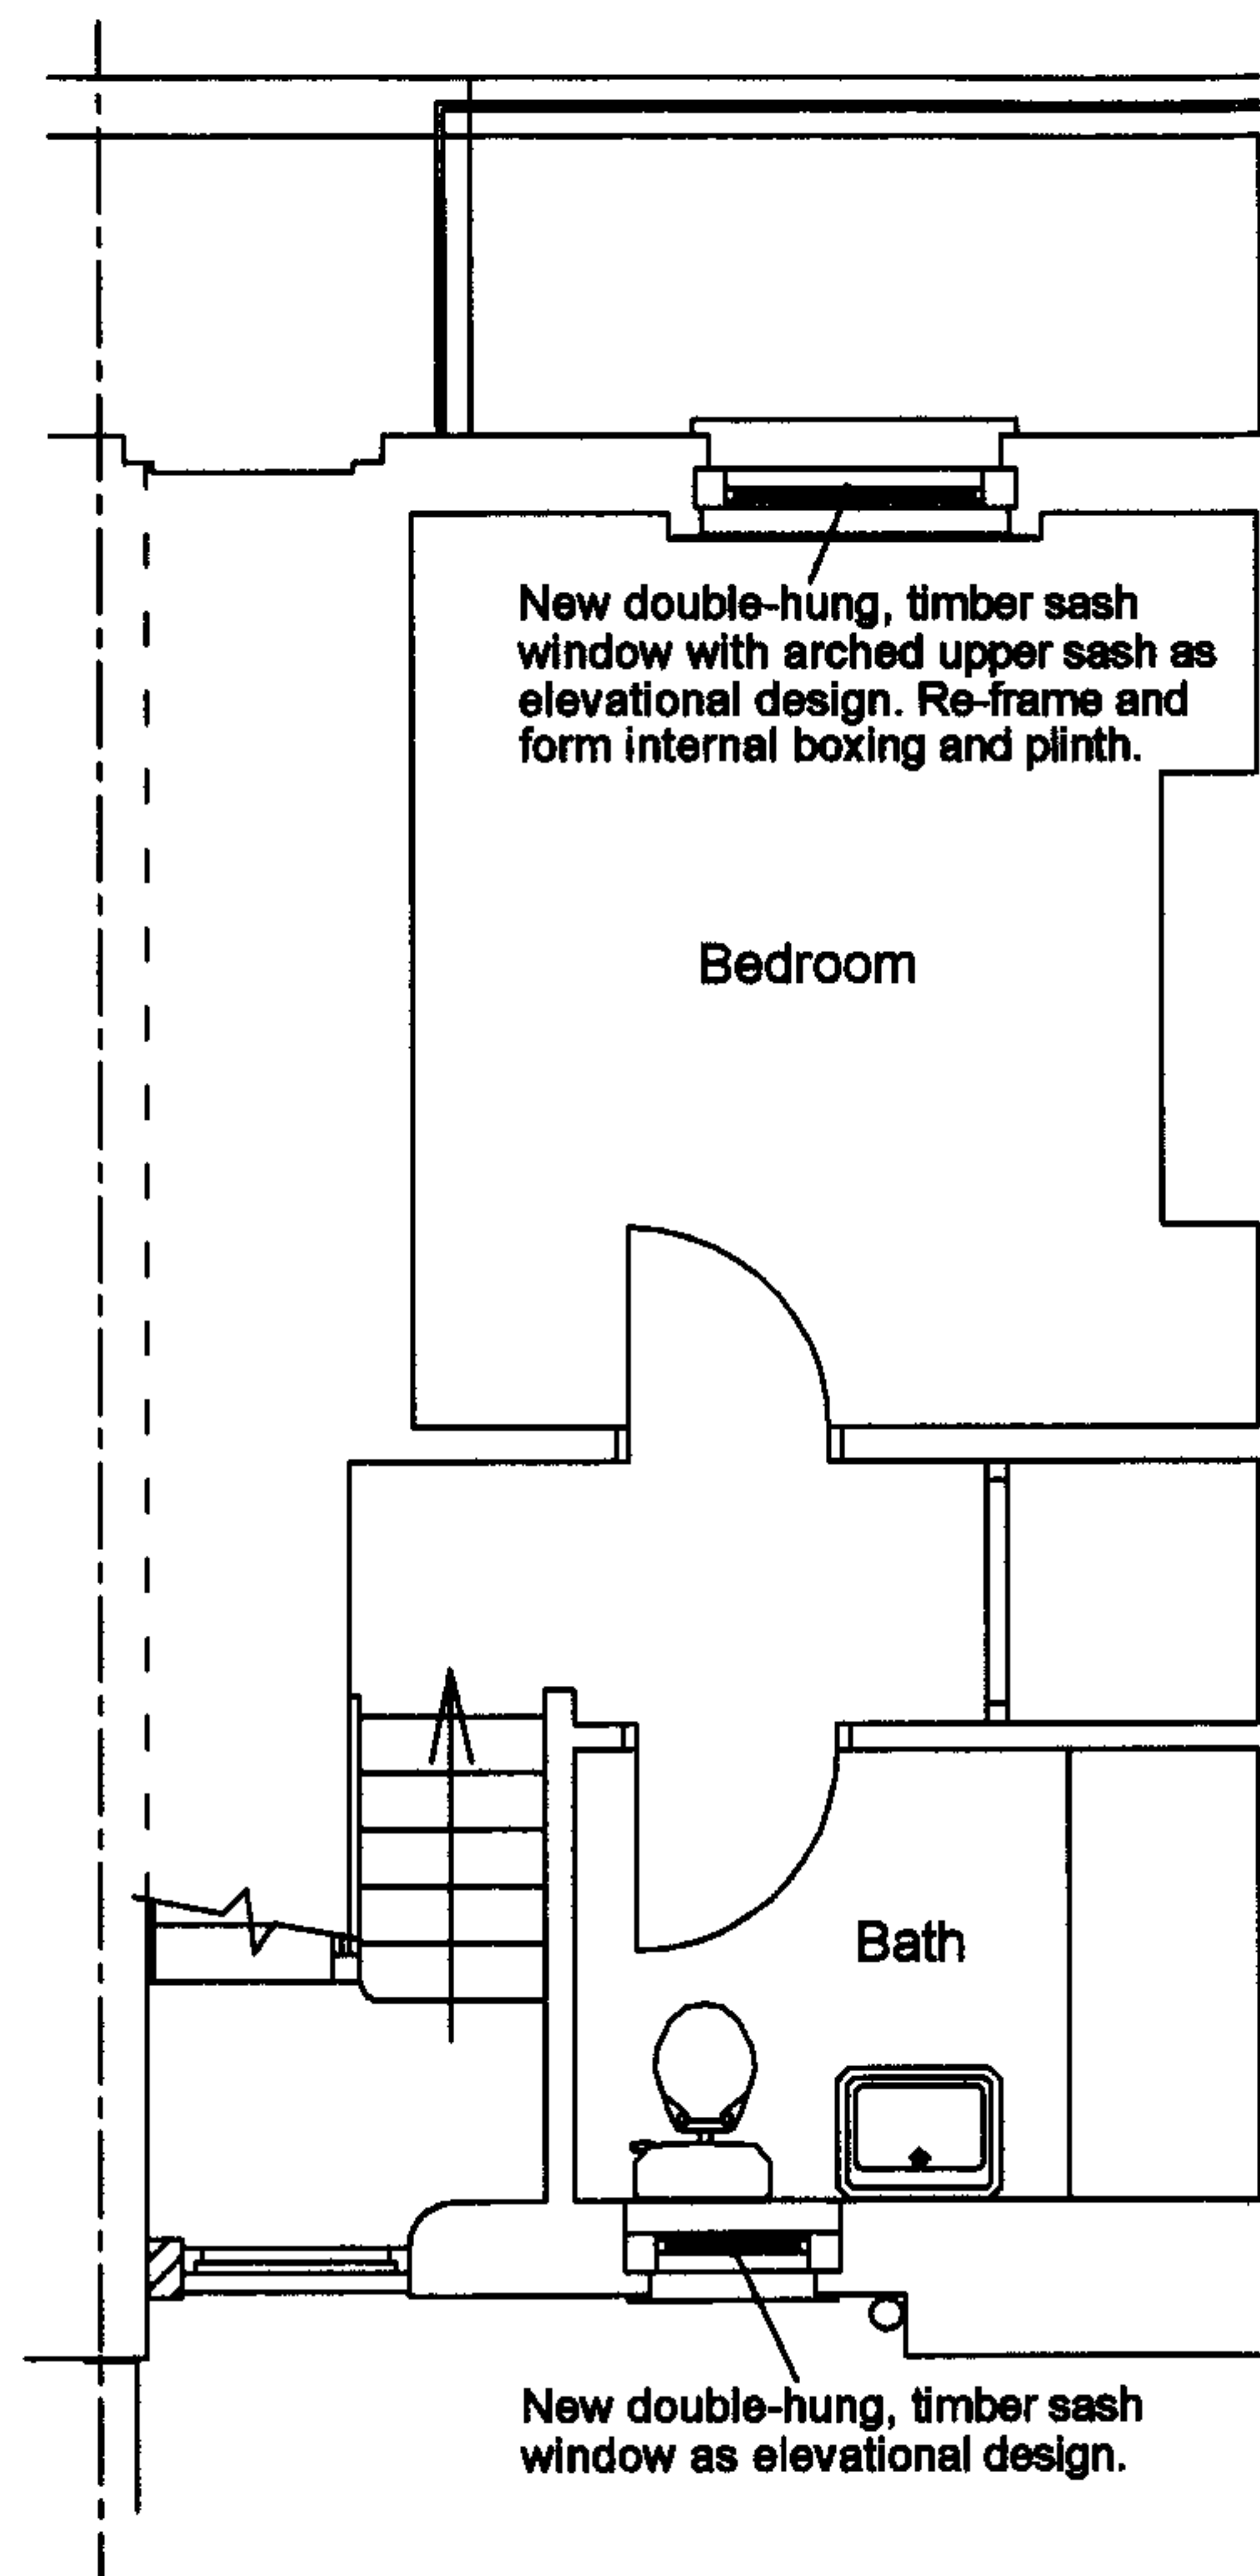 New double-hung, timber sash
window with arched upper sash as
elevational design. Re-frame and
form internal boxing and plinth.
Bedroom
Bath
New double-hung, timber sash
window as elevational design.